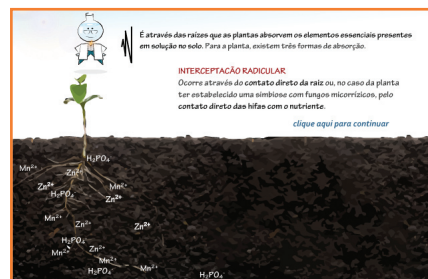 É através das raízes que as plantas absorvem os elementos essenciais presentes
em solução no solo. Para a planta, existem três formas de absorção.
INTERCEPTAÇÃO RADICULAR
Ocorre através do contato direto da raiz ou, no caso da planta
ter estabelecido uma simbiose com fungos micorrízicos, pelo
contato direto das hifas com o nutriente.
clique aqui para continuar
H₂PO₄⁻
Mn²⁺
Zn²⁺
Zn²⁺
Mn²⁺
H₂PO₄⁻
Zn²⁺
Mn²⁺
Zn²⁺
Zn²⁺
H₂PO₄⁻
Mn²⁺
Mn²⁺
Mn²⁺
H₂PO₄⁻